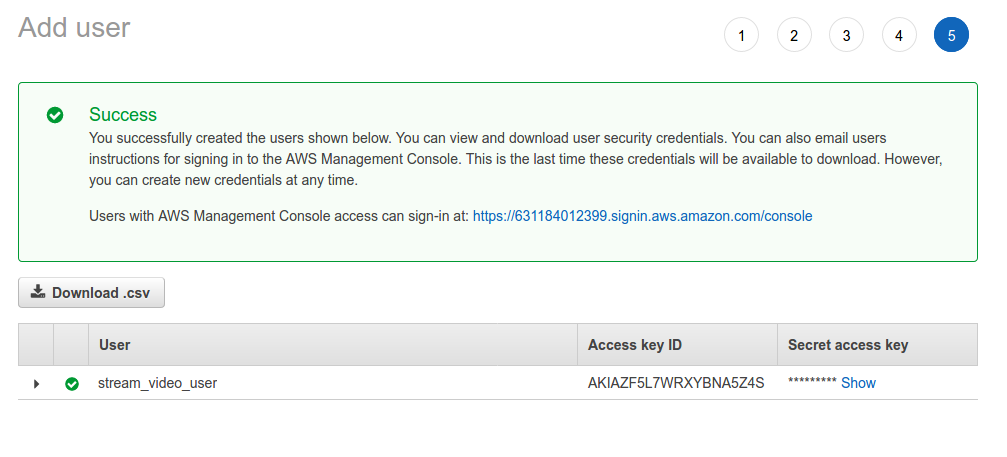 Add user
1 2 3 4 5
Success
You successfully created the users shown below. You can view and download user security credentials. You can also email users
instructions for signing in to the AWS Management Console. This is the last time these credentials will be available to download. However,
you can create new credentials at any time.
Users with AWS Management Console access can sign-in at: https://631184012399.signin.aws.amazon.com/console
Download .csv
User Access key ID Secret access key
stream_video_user AKIAZF5L7WRXYBNA5Z4S ********* Show